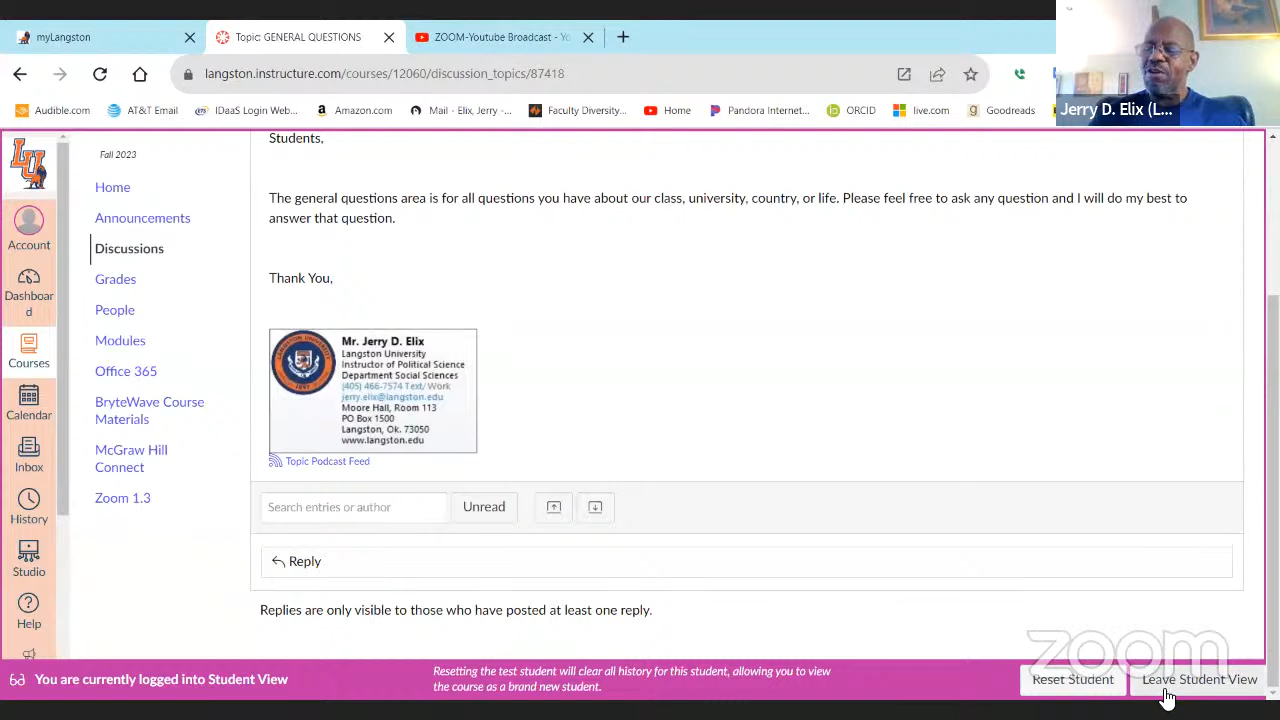 myLangston
Topic: GENERAL QUESTIONS
ZOOM-Youtube Broadcast - Yo
langston.instructure.com/courses/12060/discussion_topics/87418
Audible.com
AT&T Email
IDaaS Login Web...
Amazon.com
Mail - Elix, Jerry -...
Faculty Diversity...
Home
Pandora Internet...
ORCID
live.com
Goodreads
Jerry D. Elix (L...
LU
Account
Dashboar
d
Courses
Calendar
Inbox
History
Studio
Help
Fall 2023
Home
Announcements
Discussions
Grades
People
Modules
Office 365
BryteWave Course
Materials
McGraw Hill
Connect
Zoom 1.3
Students,
The general questions area is for all questions you have about our class, university, country, or life. Please feel free to ask any question and I will do my best to
answer that question.
Thank You,
Mr. Jerry D. Elix
Langston University
Instructor of Political Science
Department Social Sciences
(405) 466-7574 Text/ Work
jerry.elix@langston.edu
Moore Hall, Room 113
PO Box 1500
Langston, Ok. 73050
www.langston.edu
Topic Podcast Feed
Search entries or author
Unread
Reply
Replies are only visible to those who have posted at least one reply.
zoom
You are currently logged into Student View
Resetting the test student will clear all history for this student, allowing you to view
the course as a brand new student.
Reset Student
Leave Student View